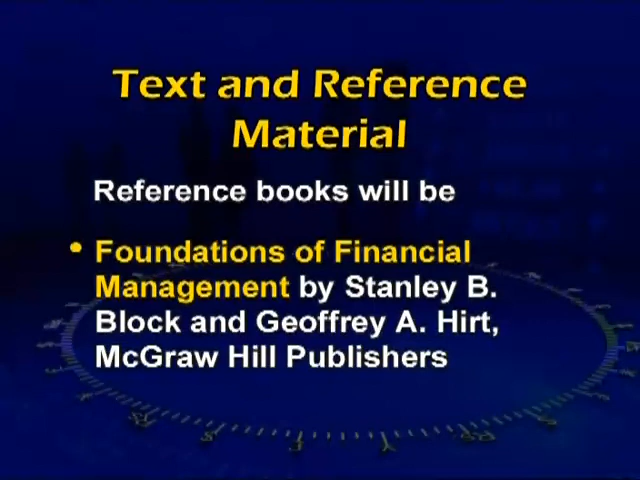 Text and Reference
Material
Reference books will be
• Foundations of Financial
Management by Stanley B.
Block and Geoffrey A. Hirt,
McGraw Hill Publishers